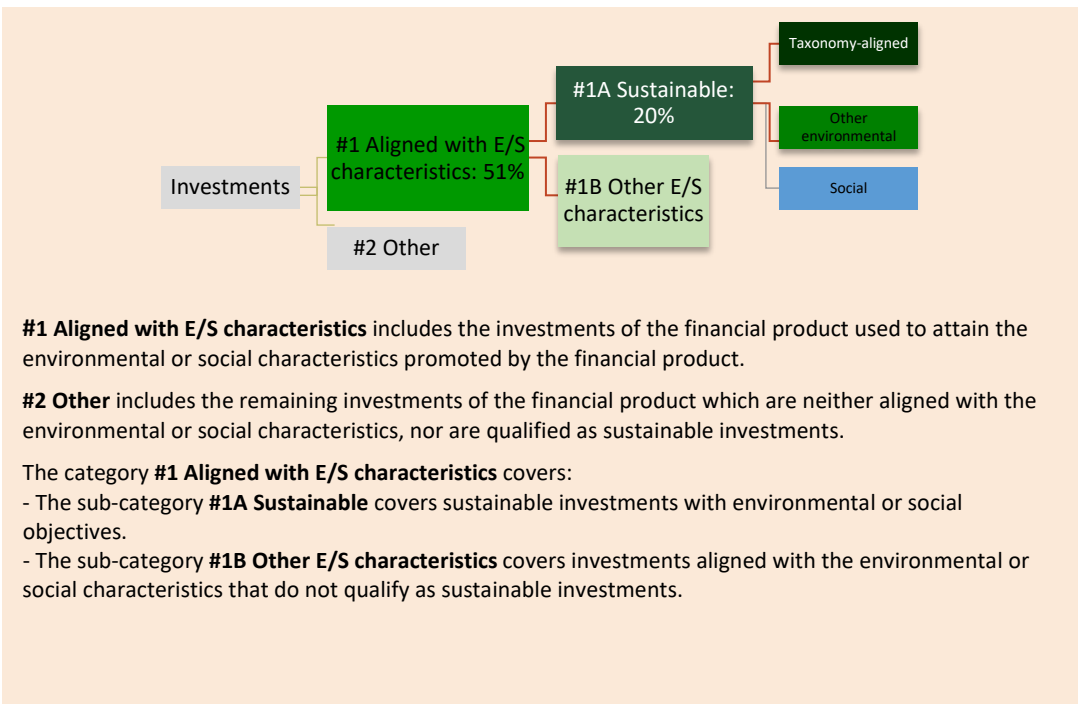 Taxonomy-aligned
#1A Sustainable:
20%
Other
environmental
#1 Aligned with E/S
characteristics: 51%
Investments
#1B Other E/S
characteristics
Social
#2 Other
#1 Aligned with E/S characteristics includes the investments of the financial product used to attain the
environmental or social characteristics promoted by the financial product.
#2 Other includes the remaining investments of the financial product which are neither aligned with the
environmental or social characteristics, nor are qualified as sustainable investments.
The category #1 Aligned with E/S characteristics covers:
- The sub-category #1A Sustainable covers sustainable investments with environmental or social
objectives.
- The sub-category #1B Other E/S characteristics covers investments aligned with the environmental or
social characteristics that do not qualify as sustainable investments.